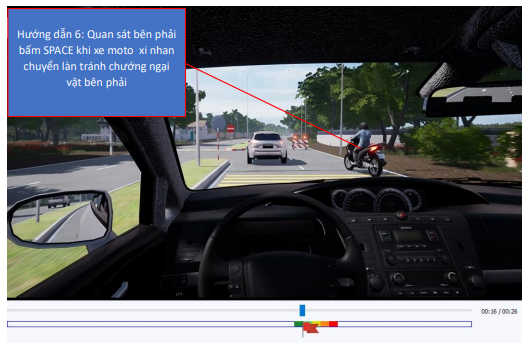 Hướng dẫn 6: Quan sát bên phải
bấm SPACE khi xe moto xi nhan
chuyển làn tránh chướng ngại
vật bên phải
00:16 / 00:26